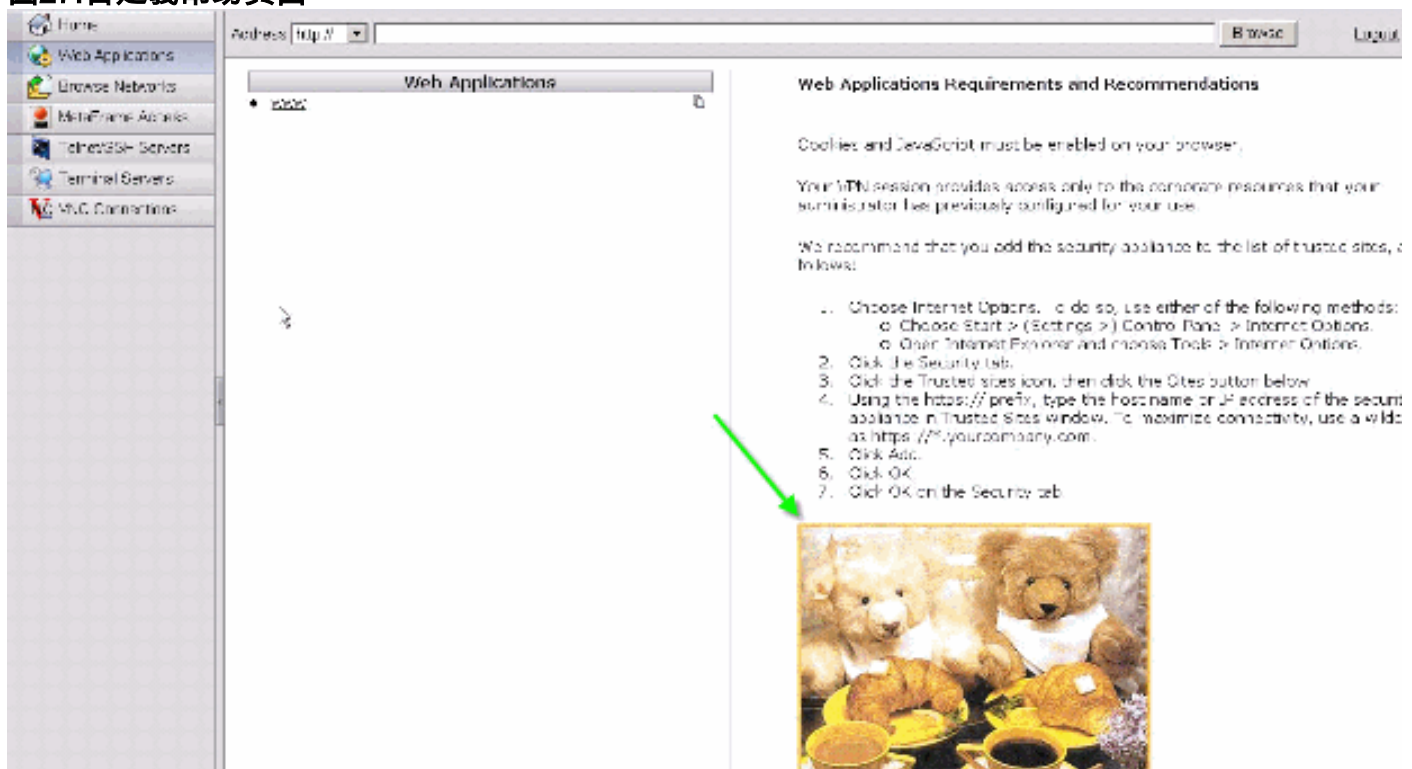 Home
Address http://
Browse
Logout
Web Applications
Browse Networks
MetaFrame Access
Telnet/SSH Servers
Terminal Servers
VNC Connections
Web Applications
• www
Web Applications Requirements and Recommendations
Cookies and JavaScript must be enabled on your browser.
Your VPN session provides access only to the corporate resources that your
administrator has previously configured for your use.
We recommend that you add the security appliance to the list of trusted sites,
follows:
1. Choose Internet Options. To do so, use either of the following methods:
o Choose Start > (Settings >) Control Panel > Internet Options.
o Open Internet Explorer and choose Tools > Internet Options.
2. Click the Security tab.
3. Click the Trusted sites icon, then click the Sites button below
4. Using the https:// prefix, type the host name or IP address of the
appliance in Trusted Sites window. To maximize connectivity, use a
as https://*.yourcompany.com.
5. Click Add.
6. Click OK
7. Click OK on the Security tab